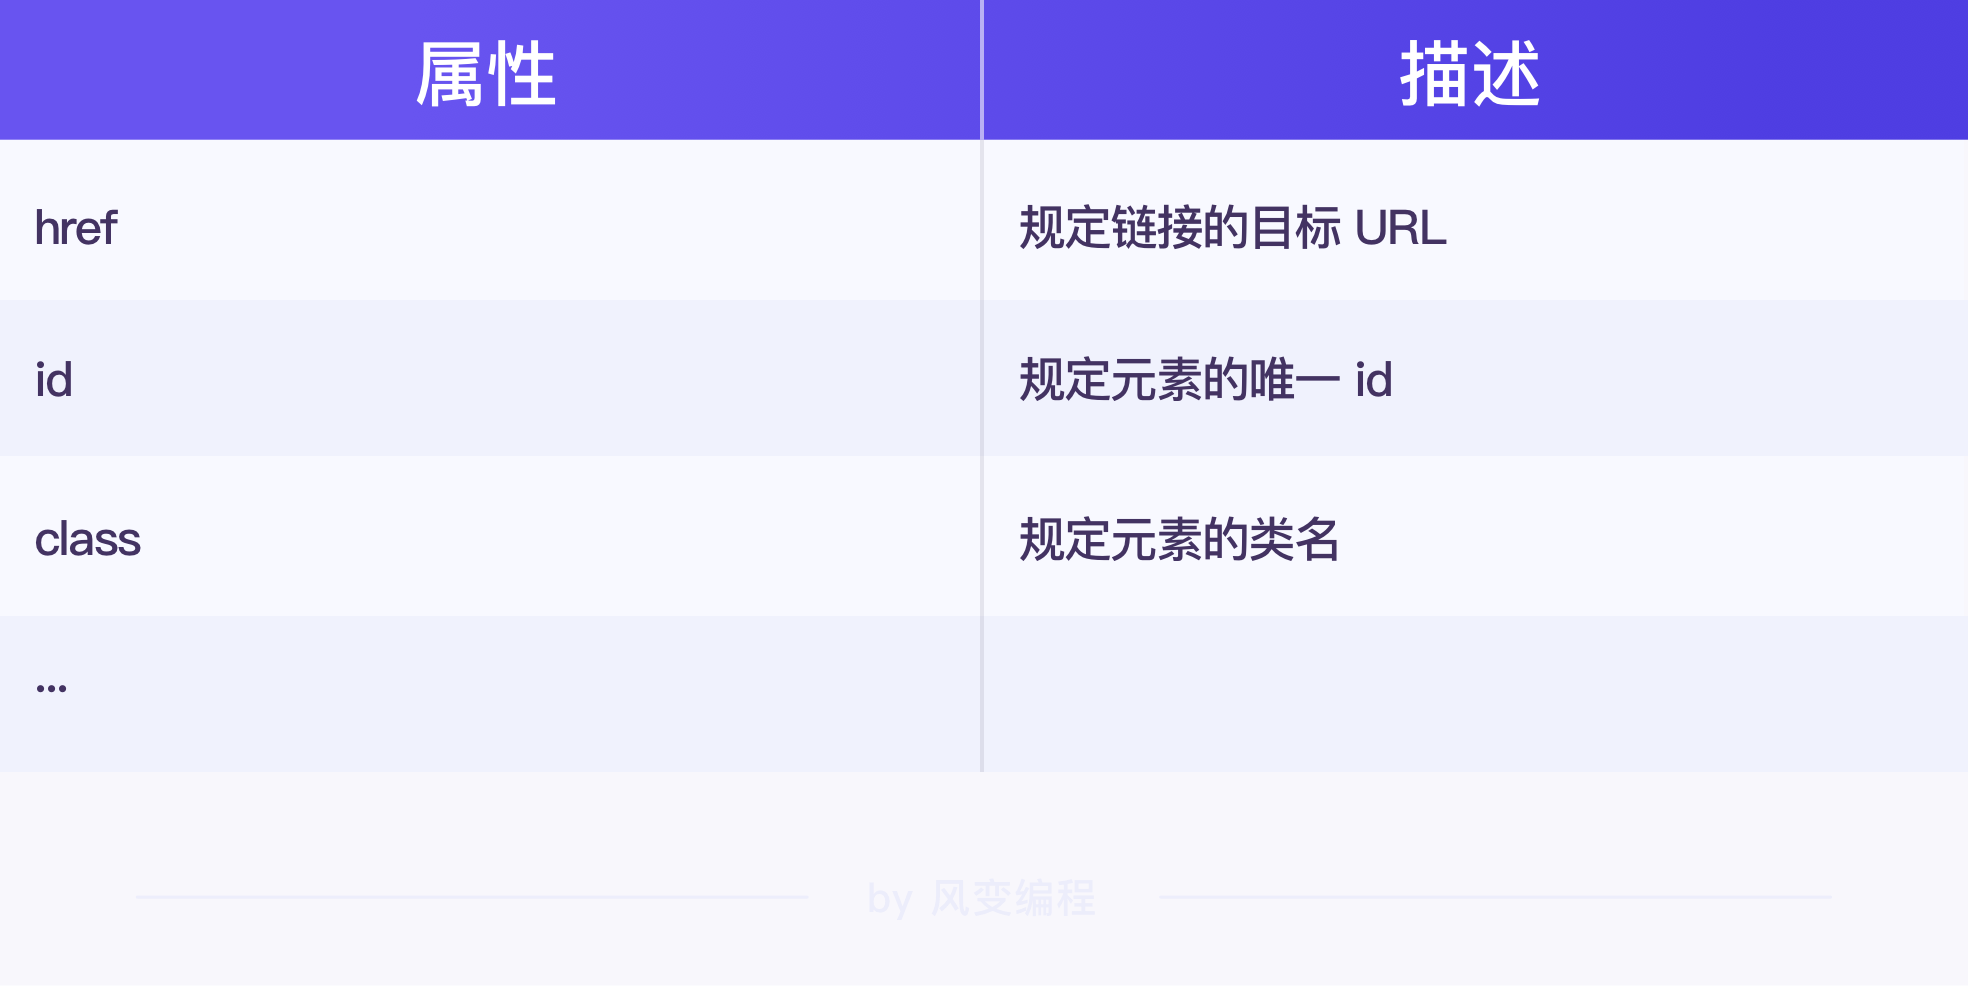 属性 描述
href 规定链接的目标 URL
id 规定元素的唯一 id
class 规定元素的类名
...
by 风变编程